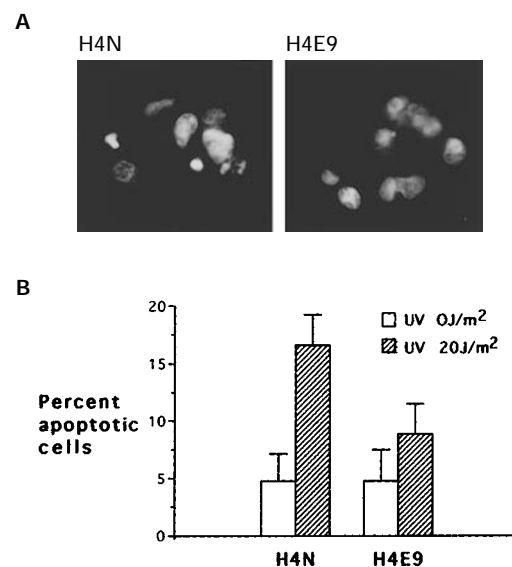 A
H4N H4E9
B
20
15
10
5
0
Percent
apoptotic
cells
UV 0J/m²
UV 20J/m²
H4N H4E9